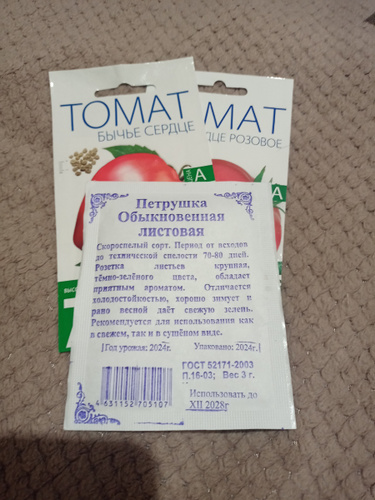 ТОМАТ
БЫЧЬЕ СЕРДЦЕ
МАТ
ДЦЕ РОЗОВОЕ
Петрушка
Обыкновенная
листовая
Скороспелый сорт. Период от всходов
до технической спелости 70-80 дней.
Розетка листьев крупная,
тёмно-зелёного цвета, обладает
приятным ароматом. Отличается
холодостойкостью, хорошо зимует и
рано весной даёт свежую зелень.
Рекомендуется для использования как
в свежем, так и в сушёном виде.
Год урожая: 2024г. Упаковано: 2024г.
ГОСТ 52171-2003
П.16-03; Вес 3 г.
4 631152 705107
Использовать до
XII 2028г